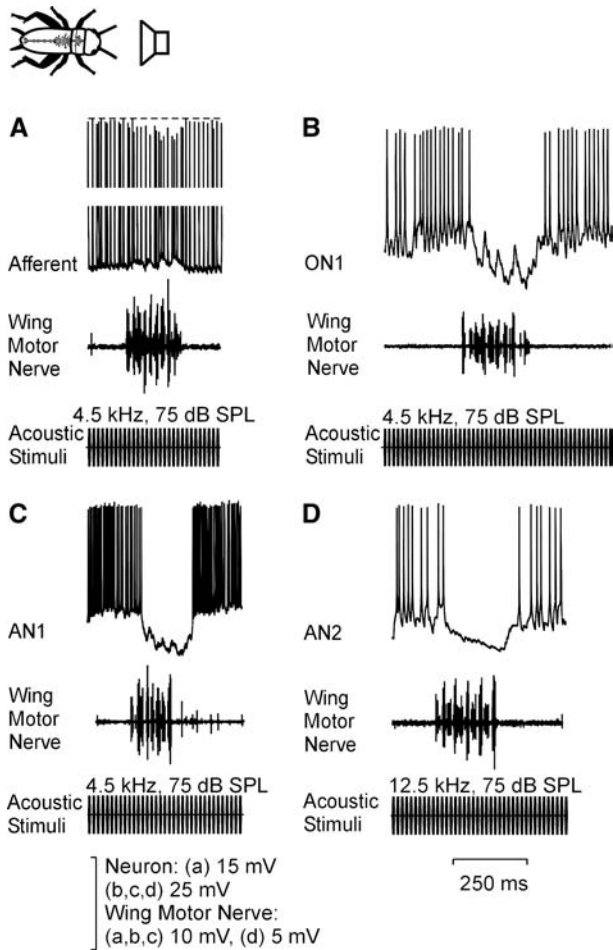 A
Afferent
Wing
Motor
Nerve
4.5 kHz, 75 dB SPL
Acoustic
Stimuli
B
ON1
Wing
Motor
Nerve
4.5 kHz, 75 dB SPL
Acoustic
Stimuli
C
AN1
Wing
Motor
Nerve
4.5 kHz, 75 dB SPL
Acoustic
Stimuli
D
AN2
Wing
Motor
Nerve
12.5 kHz, 75 dB SPL
Acoustic
Stimuli
Neuron: (a) 15 mV
(b,c,d) 25 mV
Wing Motor Nerve:
(a,b,c) 10 mV, (d) 5 mV
250 ms